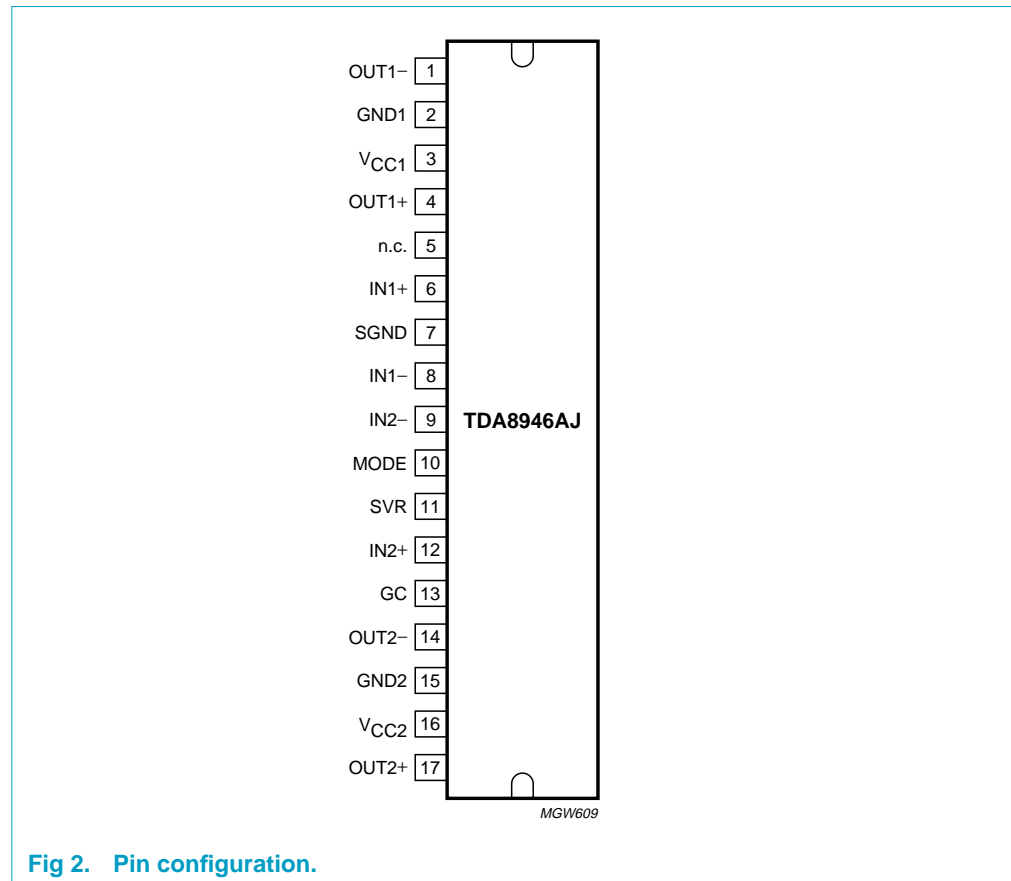 OUT1− 1
GND1 2
VCC1 3
OUT1+ 4
n.c. 5
IN1+ 6
SGND 7
IN1− 8
IN2− 9 TDA8946AJ
MODE 10
SVR 11
IN2+ 12
GC 13
OUT2− 14
GND2 15
VCC2 16
OUT2+ 17
MGW609
Fig 2. Pin configuration.